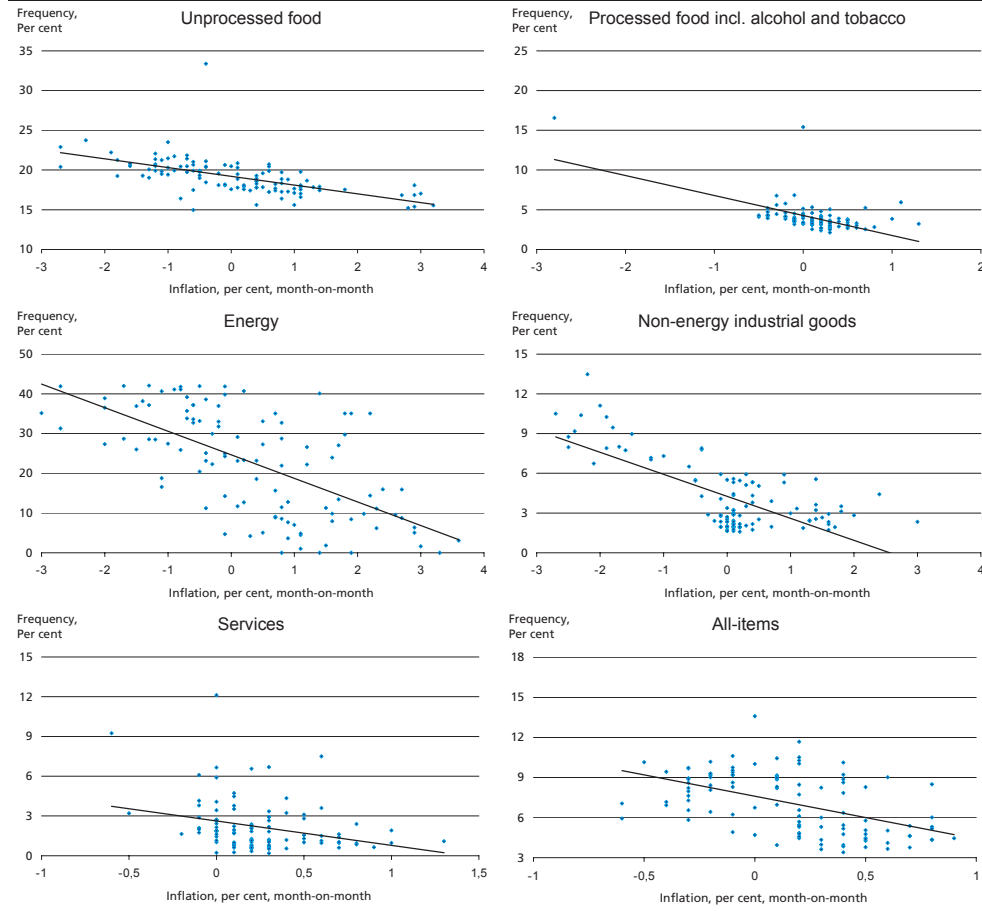 Frequency,
Per cent
Unprocessed food
35
30
25
20
15
10
-3 -2 -1 0 1 2 3 4
Inflation, per cent, month-on-month
Frequency,
Per cent
Processed food incl. alcohol and tobacco
25
20
15
10
5
0
-3 -2 -1 0 1 2
Inflation, per cent, month-on-month
Frequency,
Per cent
Energy
50
40
30
20
10
0
-3 -2 -1 0 1 2 3 4
Inflation, per cent, month-on-month
Frequency,
Per cent
Non-energy industrial goods
15
12
9
6
3
0
-3 -2 -1 0 1 2 3 4
Inflation, per cent, month-on-month
Frequency,
Per cent
Services
15
12
9
6
3
0
-1 -0,5 0 0,5 1 1,5
Inflation, per cent, month-on-month
Frequency,
Per cent
All-items
18
15
12
9
6
3
-1 -0,5 0 0,5 1
Inflation, per cent, month-on-month